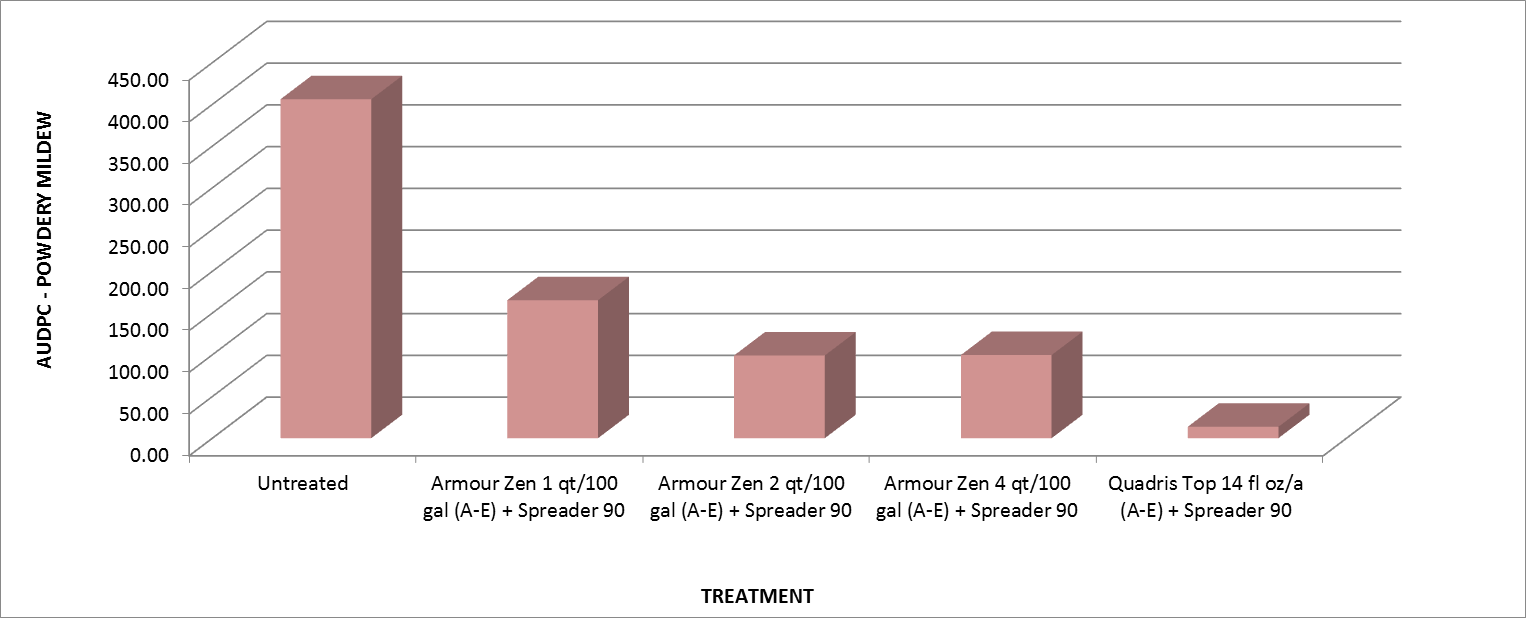 450.00
400.00
350.00
300.00
250.00
200.00
150.00
100.00
50.00
0.00
AUDPC - POWDERY MILDEW
Untreated
Armour Zen 1 qt/100
gal (A-E) + Spreader 90
Armour Zen 2 qt/100
gal (A-E) + Spreader 90
Armour Zen 4 qt/100
gal (A-E) + Spreader 90
Quadris Top 14 fl oz/a
(A-E) + Spreader 90
TREATMENT